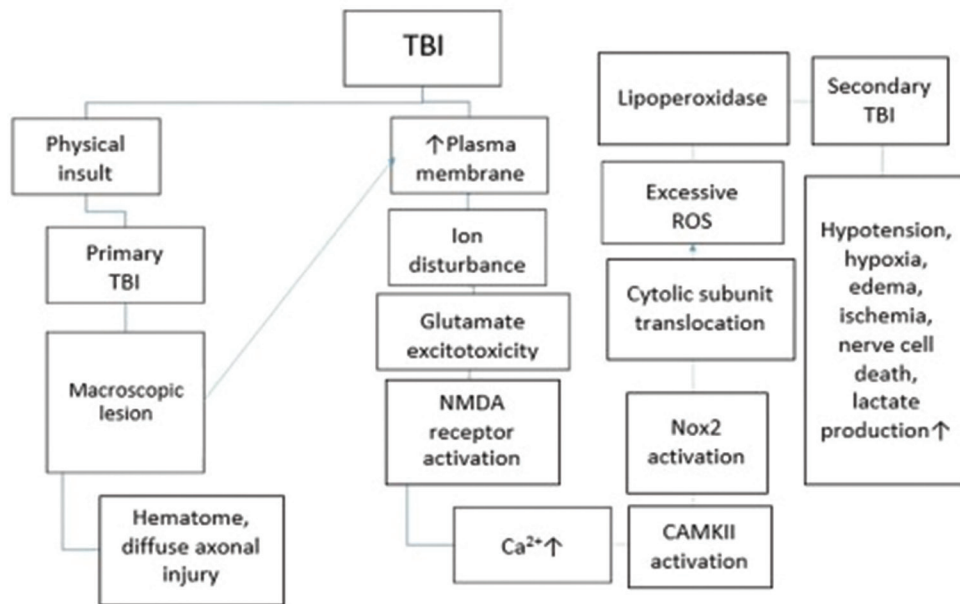 TBI
Physical
insult
Primary
TBI
Macroscopic
lesion
Hematome,
diffuse axonal
injury
↑Plasma
membrane
Ion
disturbance
Glutamate
excitotoxicity
NMDA
receptor
activation
Ca²⁺↑
CAMKII
activation
Nox2
activation
Cytolic subunit
translocation
Excessive
ROS
Lipoperoxidase
Secondary
TBI
Hypotension,
hypoxia,
edema,
ischemia,
nerve cell
death,
lactate
production↑